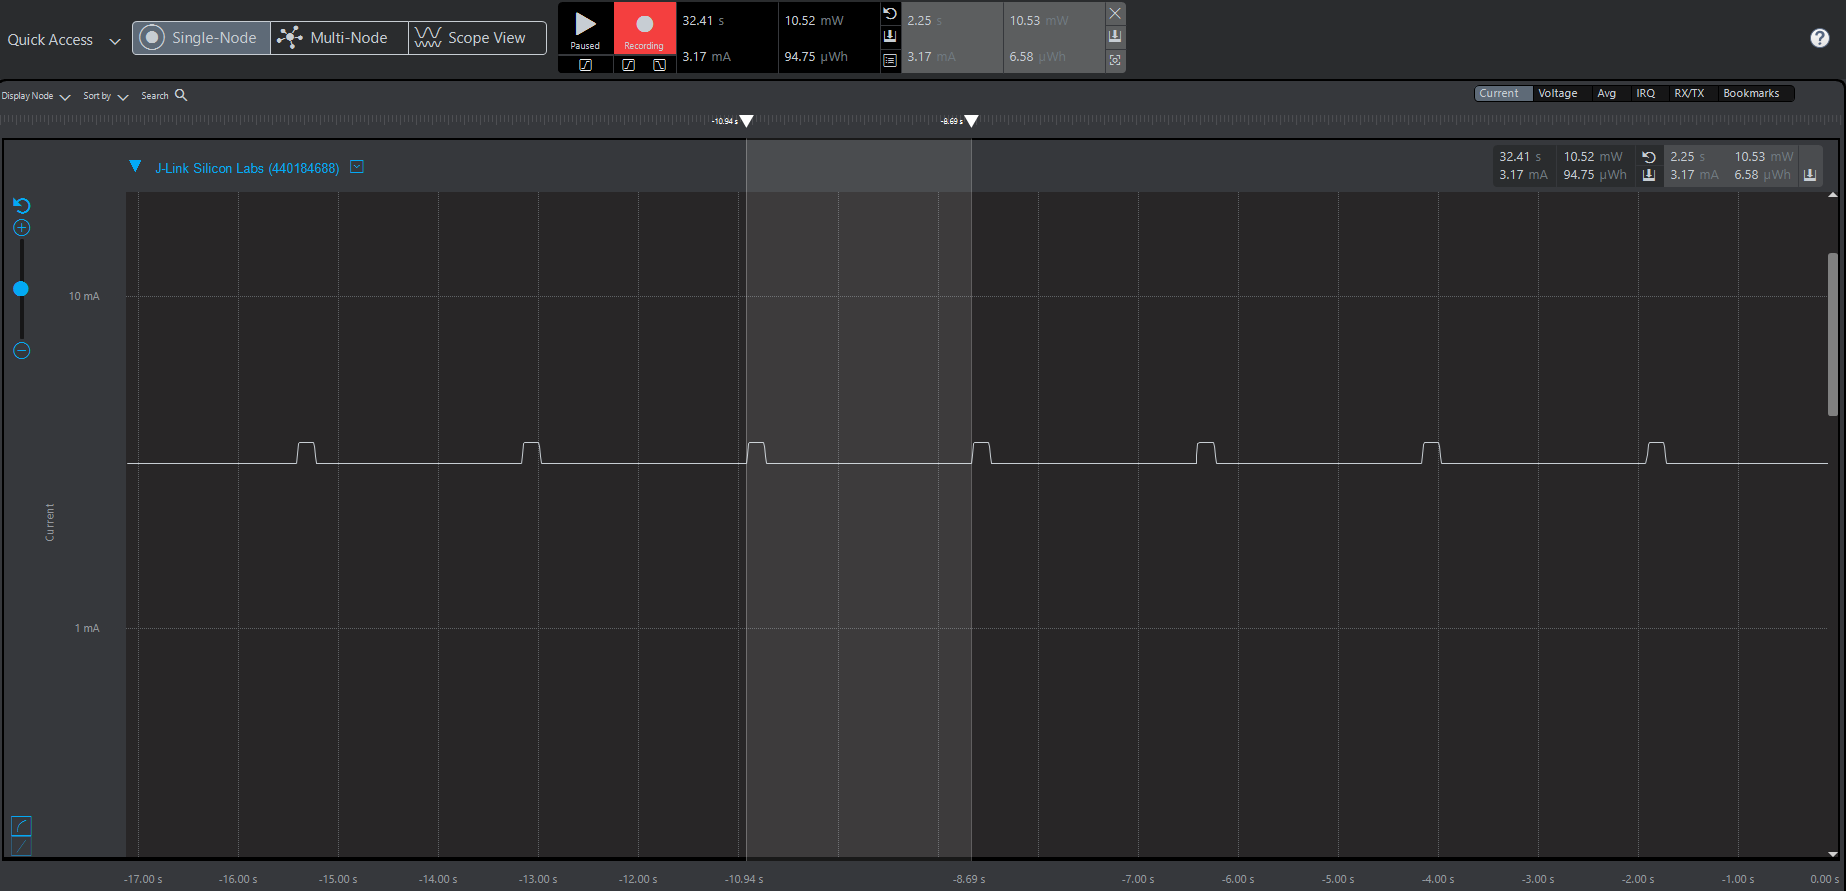 Quick Access
Single-Node
Multi-Node
Scope View
Paused
Recording
32.41 s
10.52 mW
3.17 mA
94.75 µWh
2.25 s
10.53 mW
3.17 mA
6.58 µWh
?
Display Node
Sort by
Search
Current
Voltage
Avg
IRQ
RX/TX
Bookmarks
-10.94 s
-8.69 s
J-Link Silicon Labs (440184688)
32.41 s
10.52 mW
3.17 mA
94.75 µWh
2.25 s
10.53 mW
3.17 mA
6.58 µWh
10 mA
Current
1 mA
-17.00 s
-16.00 s
-15.00 s
-14.00 s
-13.00 s
-12.00 s
-10.94 s
-8.69 s
-7.00 s
-6.00 s
-5.00 s
-4.00 s
-3.00 s
-2.00 s
-1.00 s
0.00 s